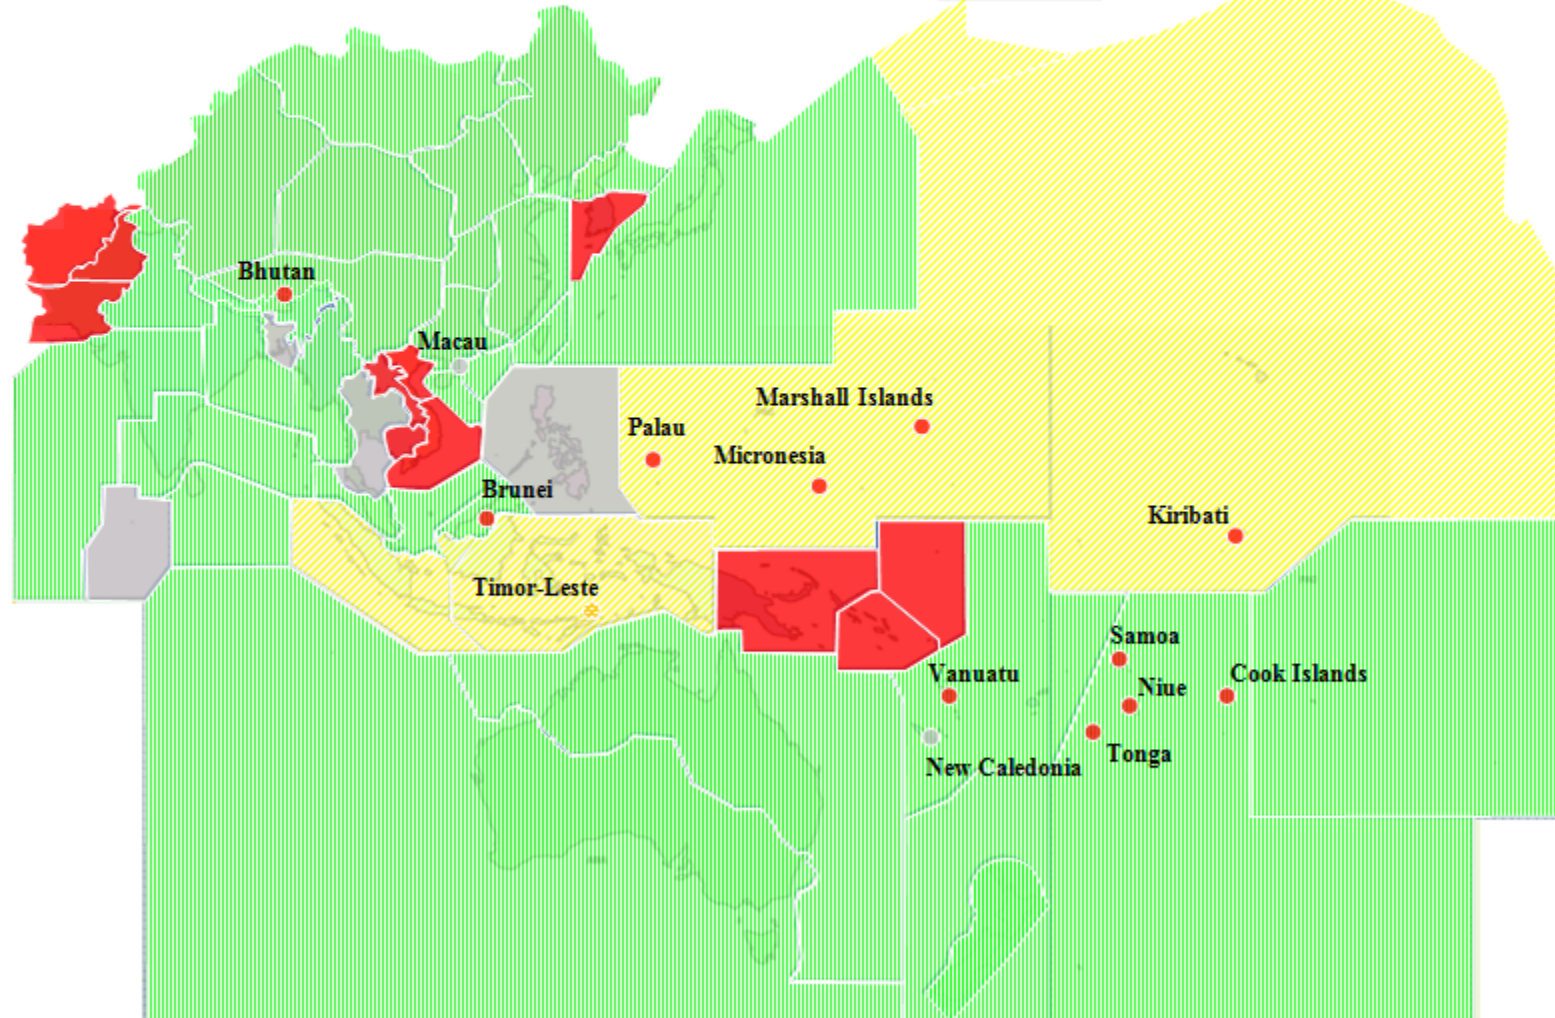 Bhutan
Macau
Marshall Islands
Palau
Micronesia
Brunei
Kiribati
Timor-Leste
Samoa
Vanuatu
Cook Islands
Niue
Tonga
New Caledonia